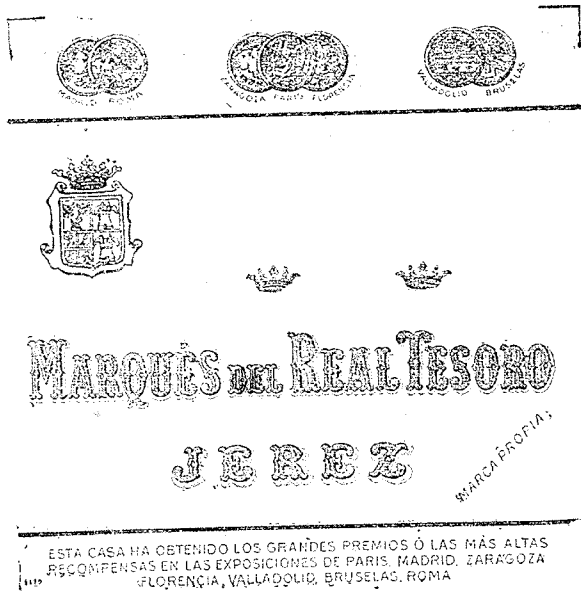 MADRID ROMA
ZARAGOZA PARIS FLORENCIA
VALLADOLID BRUSELAS
MARQUÉS DEL REAL TESORO
JEREZ
MARCA PROPIA;
ESTA CASA HA OBTENIDO LOS GRANDES PREMIOS Ó LAS MÁS ALTAS
RECOMPENSAS EN LAS EXPOSICIONES DE PARIS, MADRID, ZARAGOZA
FLORENCIA, VALLADOLID, BRUSELAS, ROMA